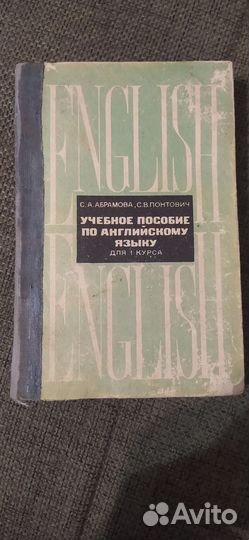 ENGLISH
С. А. АБРАМОВА, С. В. ПОНТОВИЧ
УЧЕБНОЕ ПОСОБИЕ
ПО АНГЛИЙСКОМУ
ЯЗЫКУ
ДЛЯ 1 КУРСА
ENGLISH
Avito